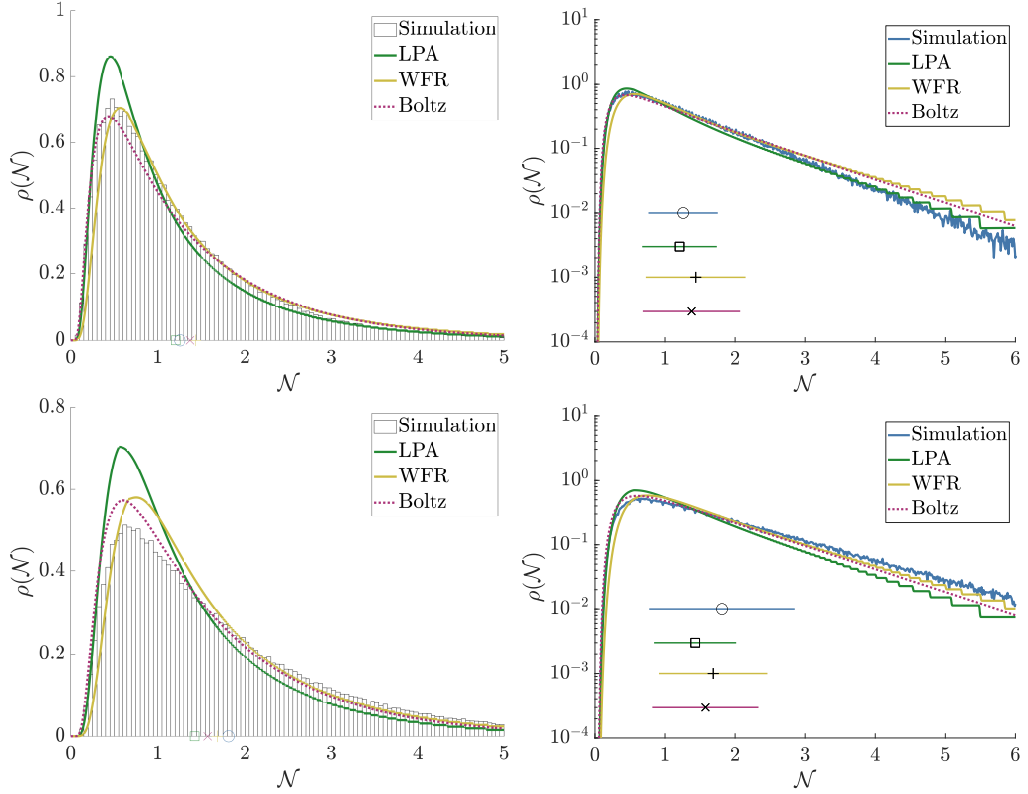 1
0.8
0.6
0.4
0.2
0
ρ(𝒩)
0 1 2 3 4 5
𝒩
Simulation
LPA
WFR
Boltz
10^1
10^0
10^-1
10^-2
10^-3
10^-4
ρ(𝒩)
0 1 2 3 4 5 6
𝒩
Simulation
LPA
WFR
Boltz
0.8
0.6
0.4
0.2
0
ρ(𝒩)
0 1 2 3 4 5
𝒩
Simulation
LPA
WFR
Boltz
10^1
10^0
10^-1
10^-2
10^-3
10^-4
ρ(𝒩)
0 1 2 3 4 5 6
𝒩
Simulation
LPA
WFR
Boltz